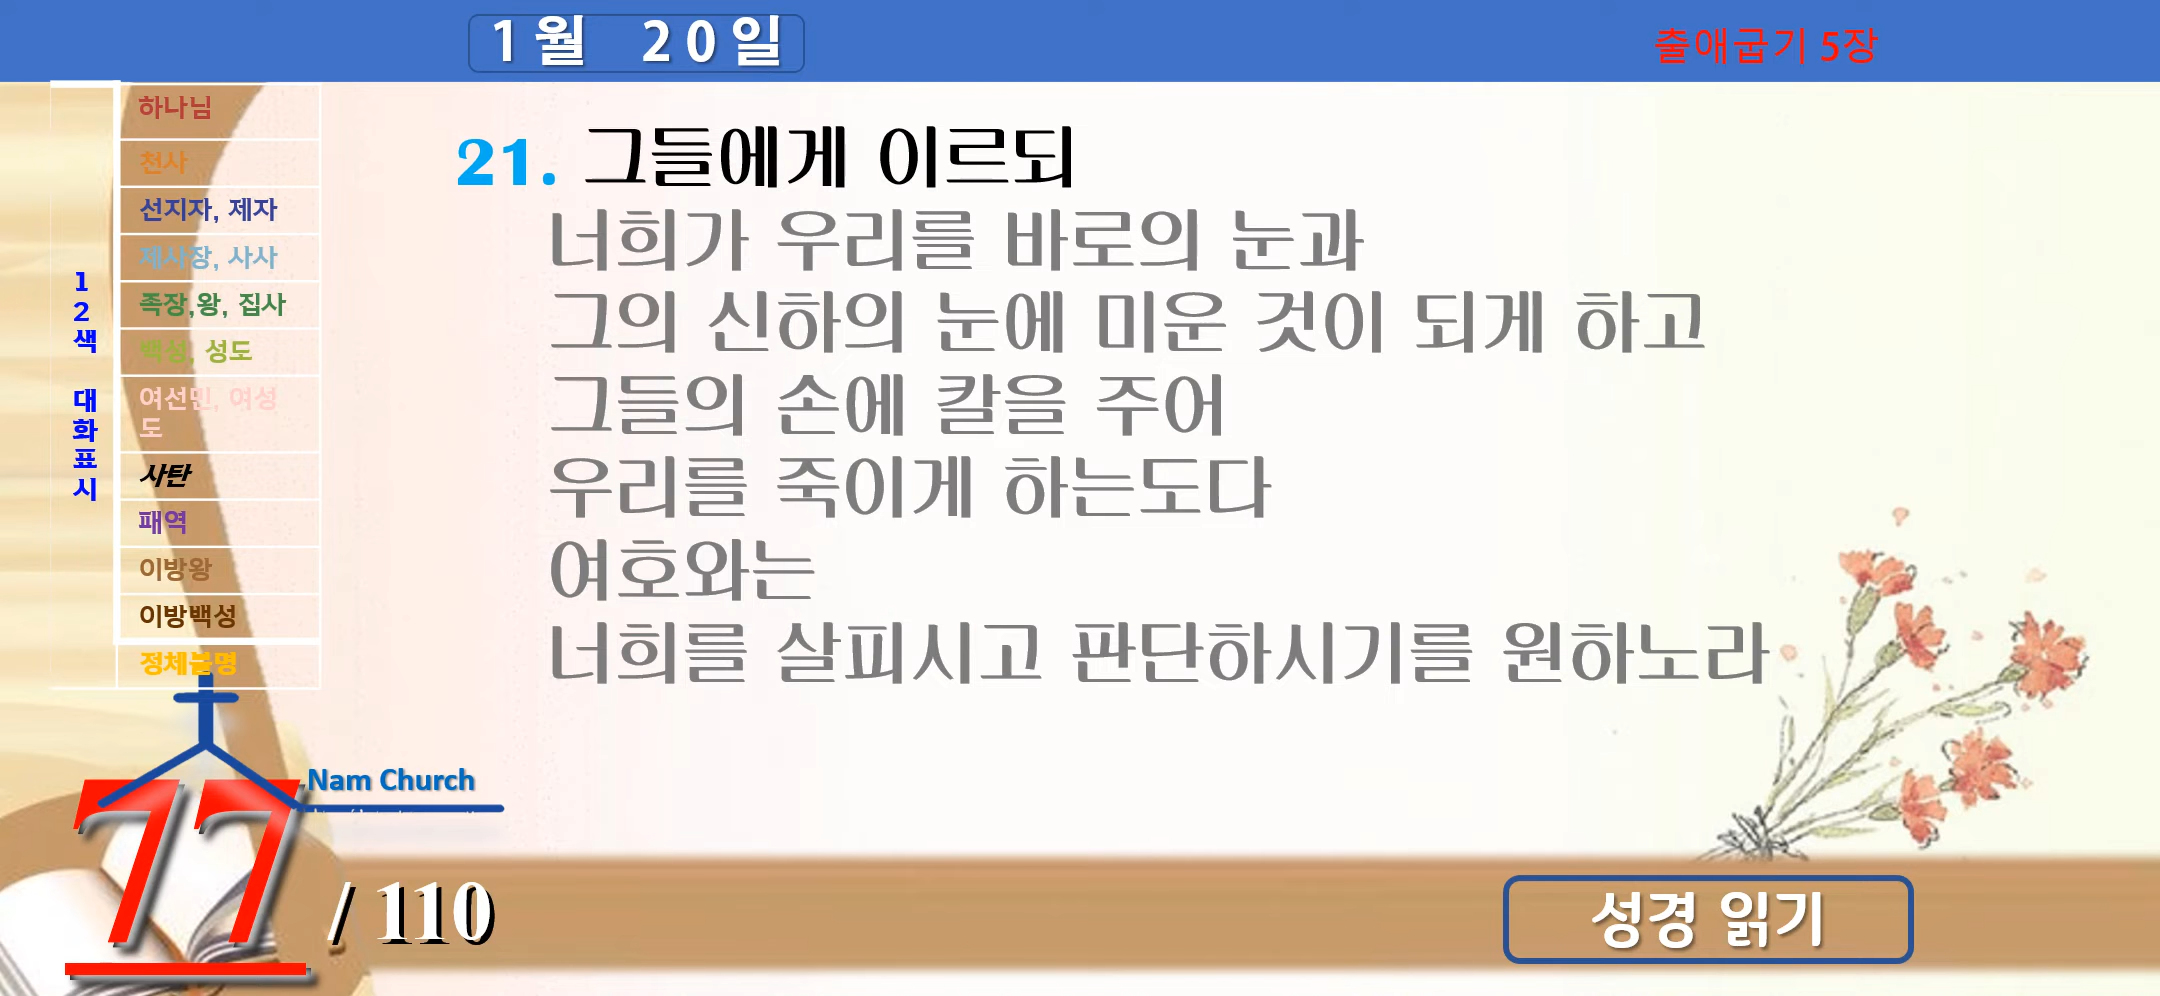 1월 20일
출애굽기 5장
12색 대화표시
하나님
천사
선지자, 제자
제사장, 사사
족장,왕, 집사
백성, 성도
여선민, 여성
도
사탄
패역
이방왕
이방백성
정체불명
21. 그들에게 이르되
너희가 우리를 바로의 눈과
그의 신하의 눈에 미운 것이 되게 하고
그들의 손에 칼을 주어
우리를 죽이게 하는도다
여호와는
너희를 살피시고 판단하시기를 원하노라
Nam Church
77 / 110
성경 읽기